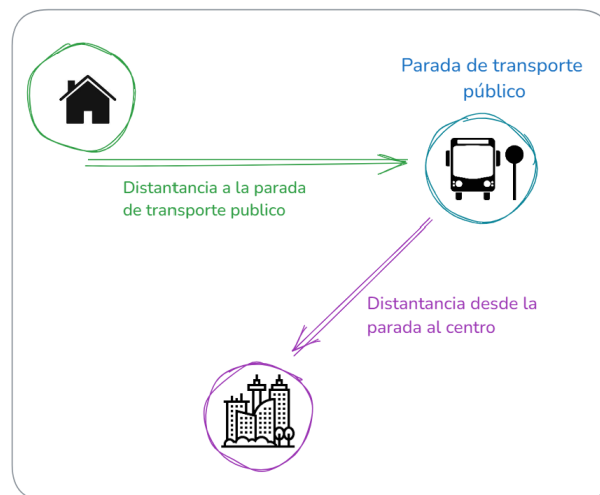 Parada de transporte
público
Distantancia a la parada
de transporte publico
Distantancia desde la
parada al centro